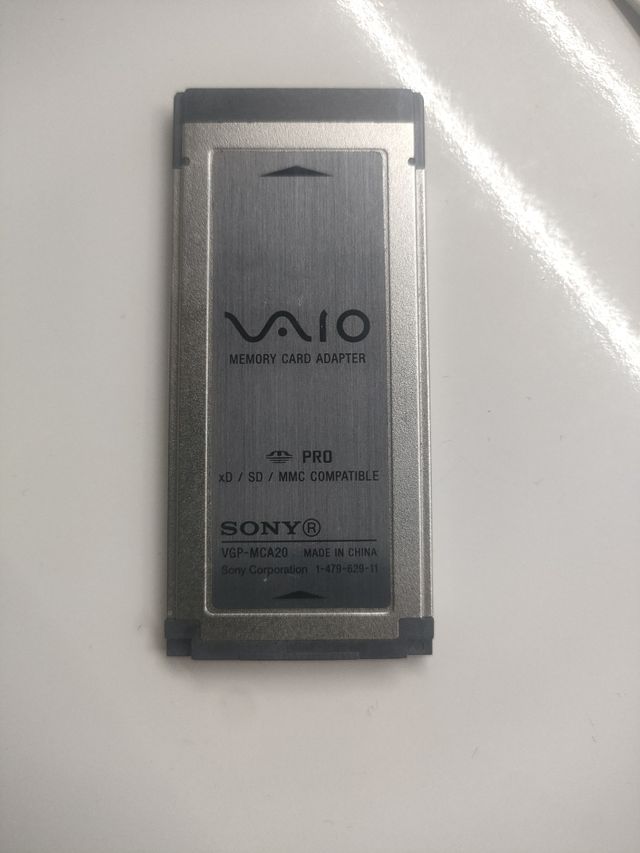 VAIO
MEMORY CARD ADAPTER
PRO
xD / SD / MMC COMPATIBLE
SONY®
VGP-MCA20 MADE IN CHINA
Sony Corporation 1-479-629-11